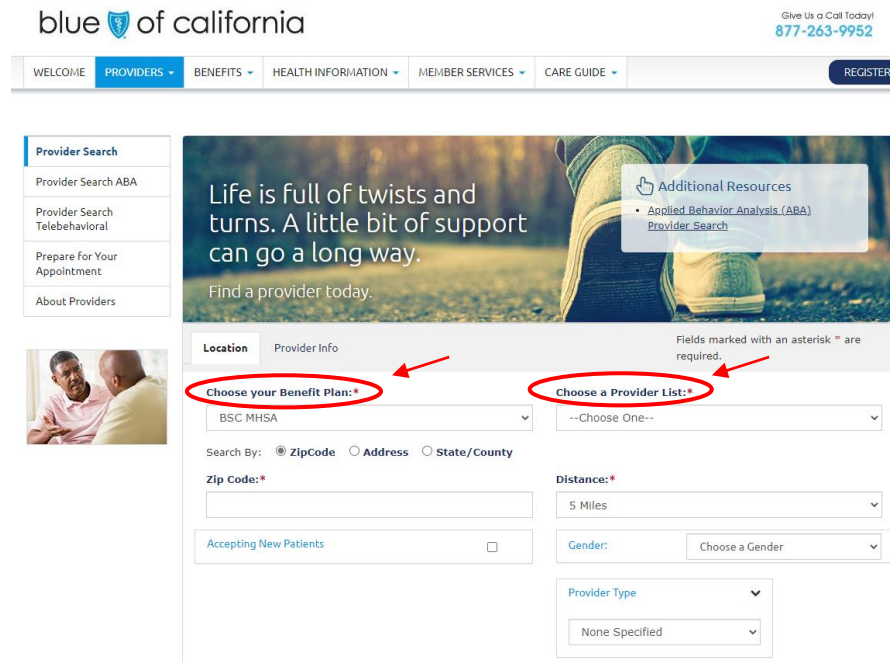 blue of california
Give Us a Call Today!
877-263-9952
WELCOME PROVIDERS BENEFITS HEALTH INFORMATION MEMBER SERVICES CARE GUIDE REGISTER
Provider Search
Provider Search ABA
Provider Search
Telebehavioral
Prepare for Your
Appointment
About Providers
Life is full of twists and
turns. A little bit of support
can go a long way.
Find a provider today.
Additional Resources
• Applied Behavior Analysis (ABA)
Provider Search
Location Provider Info
Fields marked with an asterisk * are
required.
Choose your Benefit Plan:* Choose a Provider List:*
BSC MHSA --Choose One--
Search By: ZipCode Address State/County
Zip Code:* Distance:*
5 Miles
Accepting New Patients Gender: Choose a Gender
Provider Type
None Specified